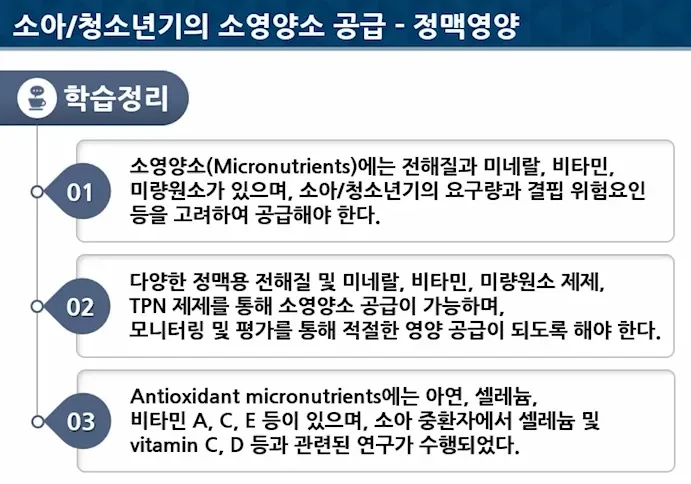 소아/청소년기의 소영양소 공급 - 정맥영양
학습정리
01
소영양소(Micronutrients)에는 전해질과 미네랄, 비타민,
미량원소가 있으며, 소아/청소년기의 요구량과 결핍 위험요인
등을 고려하여 공급해야 한다.
02
다양한 정맥용 전해질 및 미네랄, 비타민, 미량원소 제제,
TPN 제제를 통해 소영양소 공급이 가능하며,
모니터링 및 평가를 통해 적절한 영양 공급이 되도록 해야 한다.
03
Antioxidant micronutrients에는 아연, 셀레늄,
비타민 A, C, E 등이 있으며, 소아 중환자에서 셀레늄 및
vitamin C, D 등과 관련된 연구가 수행되었다.